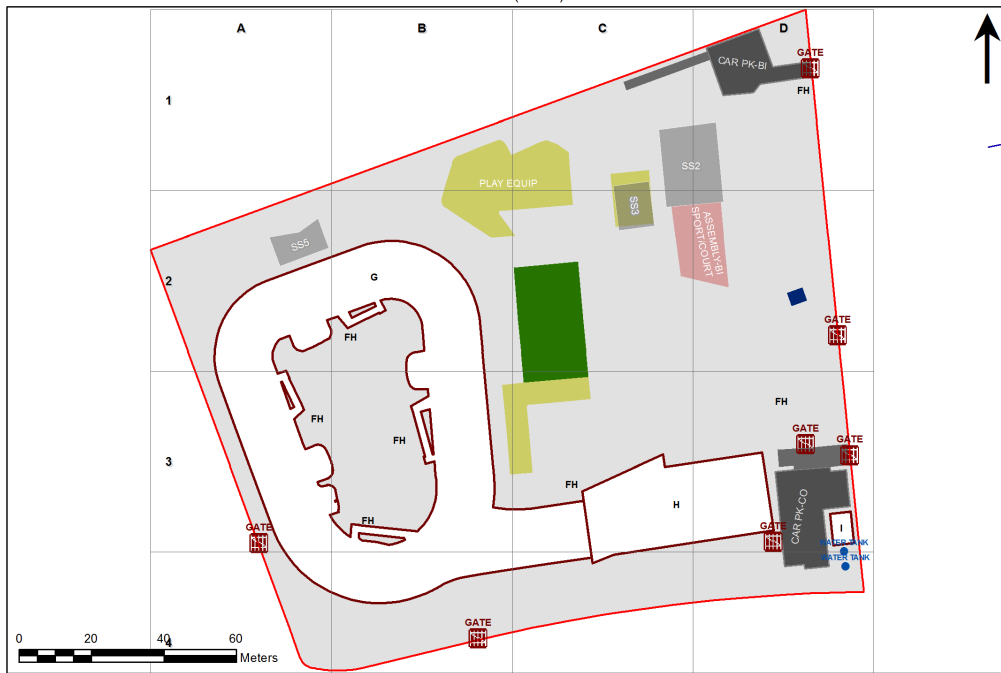 A B C D
GATE
CAR PK-BI
FH
1
SS2
PLAY EQUIP
SS3
ASSEMBLY-BI
SPORT/COURT
SS5
G
2
GATE
FH
FH
FH
GATE
GATE
FH
3
FH
H
CAR PK-CO
FH
I
GATE
GATE
WATER TANK
WATER TANK
GATE
0 20 40 60
4
Meters